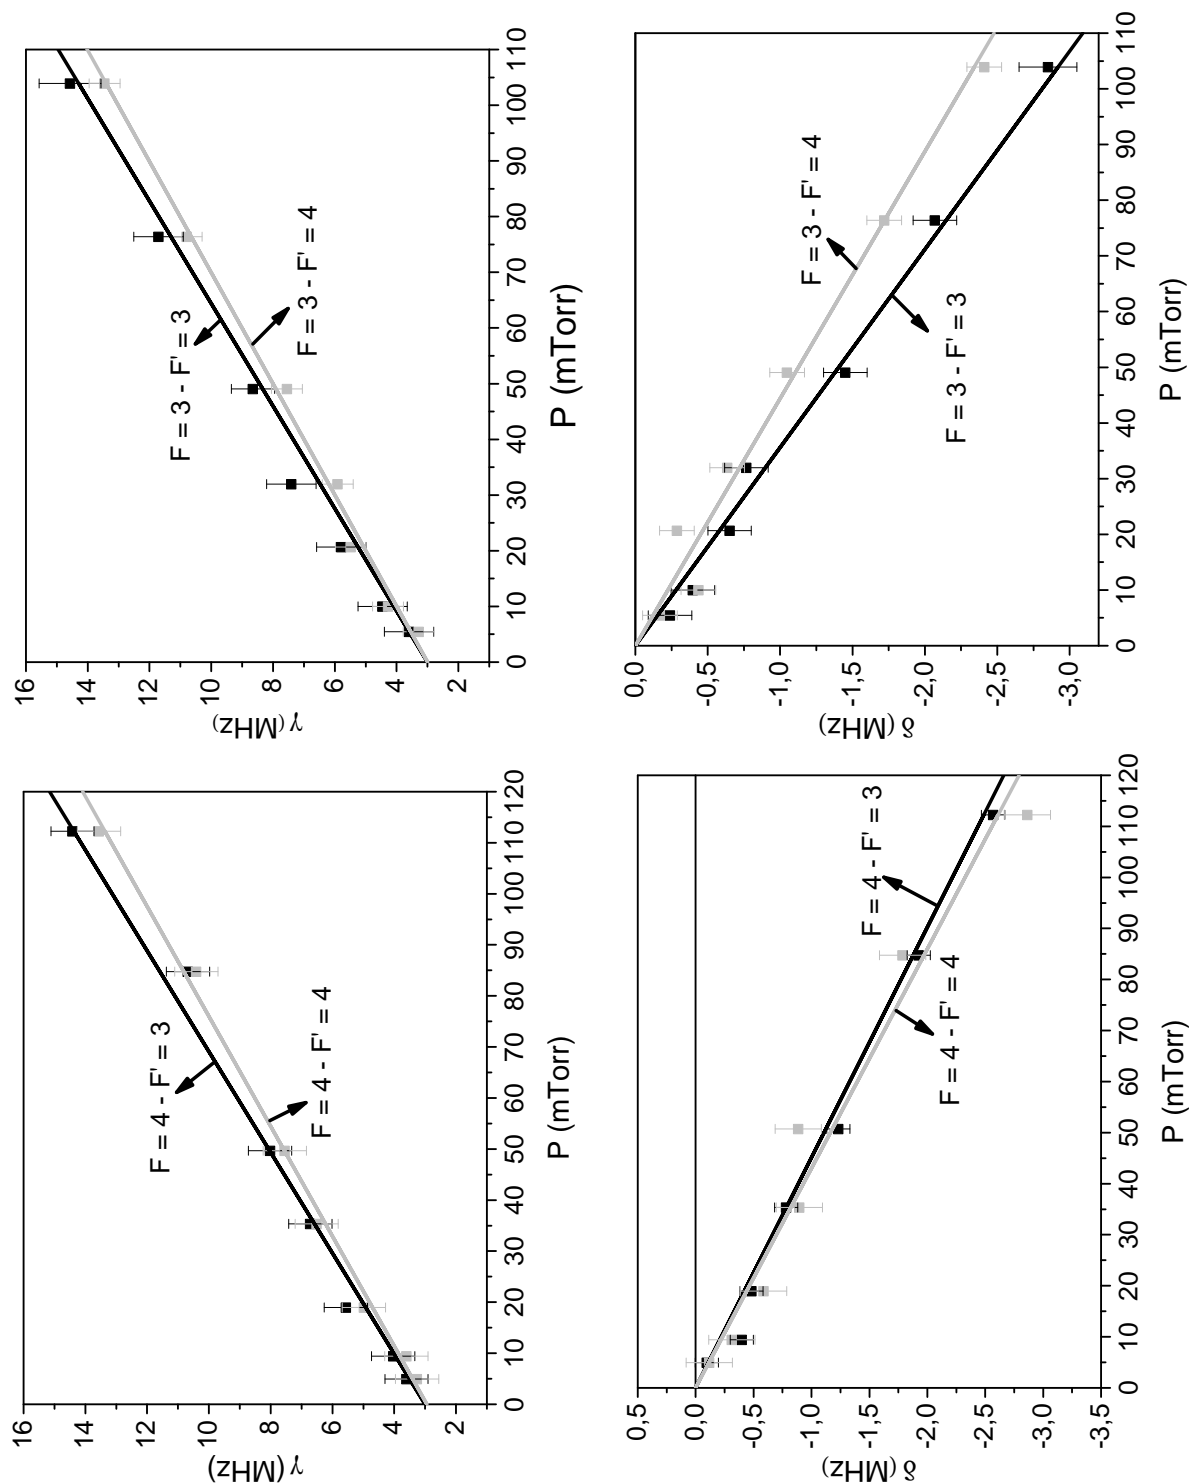 γ(MHz)
16
14
12
10
8
6
4
2
F = 4 - F' = 3
F = 4 - F' = 4
0 10 20 30 40 50 60 70 80 90 100 110 120
P (mTorr)
γ(MHz)
16
14
12
10
8
6
4
2
F = 3 - F' = 3
F = 3 - F' = 4
0 10 20 30 40 50 60 70 80 90 100 110
P (mTorr)
δ(MHz)
0,5
0,0
-0,5
-1,0
-1,5
-2,0
-2,5
-3,0
-3,5
F = 4 - F' = 3
F = 4 - F' = 4
0 10 20 30 40 50 60 70 80 90 100 110 120
P (mTorr)
δ(MHz)
0,0
-0,5
-1,0
-1,5
-2,0
-2,5
-3,0
F = 3 - F' = 4
F = 3 - F' = 3
0 10 20 30 40 50 60 70 80 90 100 110
P (mTorr)